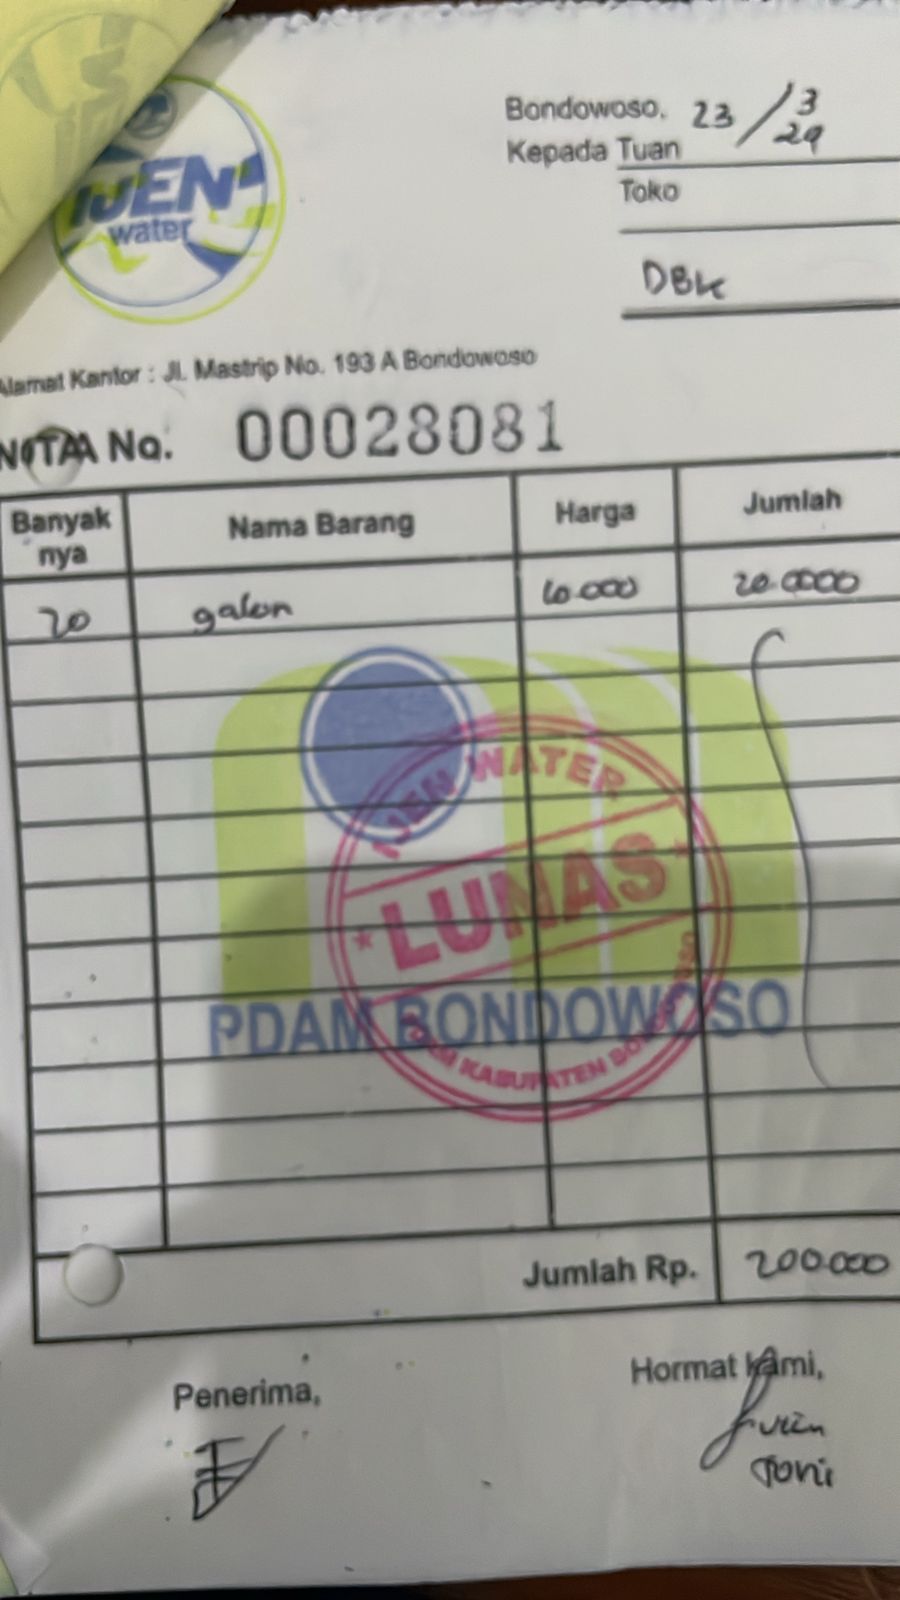 IJEN
water
Bondowoso, 23/3
24
Kepada Tuan
Toko
DBK
Alamat Kantor : Jl. Mastrip No. 193 A Bondowoso
NOTA No. 00028081
Banyak nya Nama Barang Harga Jumlah
20 galon 10.000 20.0000
IJEN WATER
LUNAS
PDAM BONDOWOSO
PDAM KABUPATEN BONDOWOSO
Jumlah Rp. 200.000
Penerima,
Hormat kami,